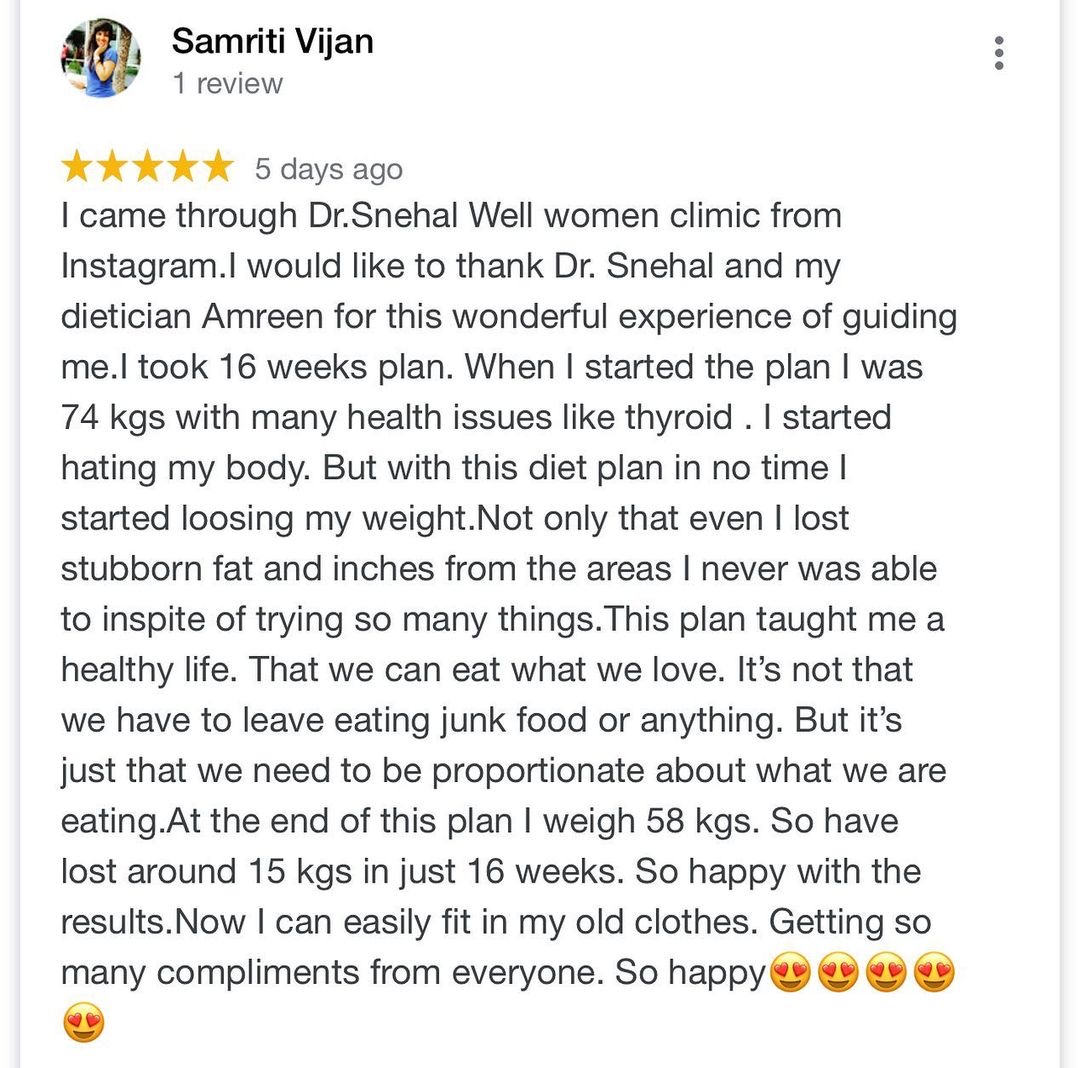 Samriti Vijan
1 review
5 days ago
I came through Dr.Snehal Well women climic from
Instagram.I would like to thank Dr. Snehal and my
dietician Amreen for this wonderful experience of guiding
me.I took 16 weeks plan. When I started the plan I was
74 kgs with many health issues like thyroid . I started
hating my body. But with this diet plan in no time I
started loosing my weight.Not only that even I lost
stubborn fat and inches from the areas I never was able
to inspite of trying so many things.This plan taught me a
healthy life. That we can eat what we love. It’s not that
we have to leave eating junk food or anything. But it’s
just that we need to be proportionate about what we are
eating.At the end of this plan I weigh 58 kgs. So have
lost around 15 kgs in just 16 weeks. So happy with the
results.Now I can easily fit in my old clothes. Getting so
many compliments from everyone. So happy😍😍😍😍
😍